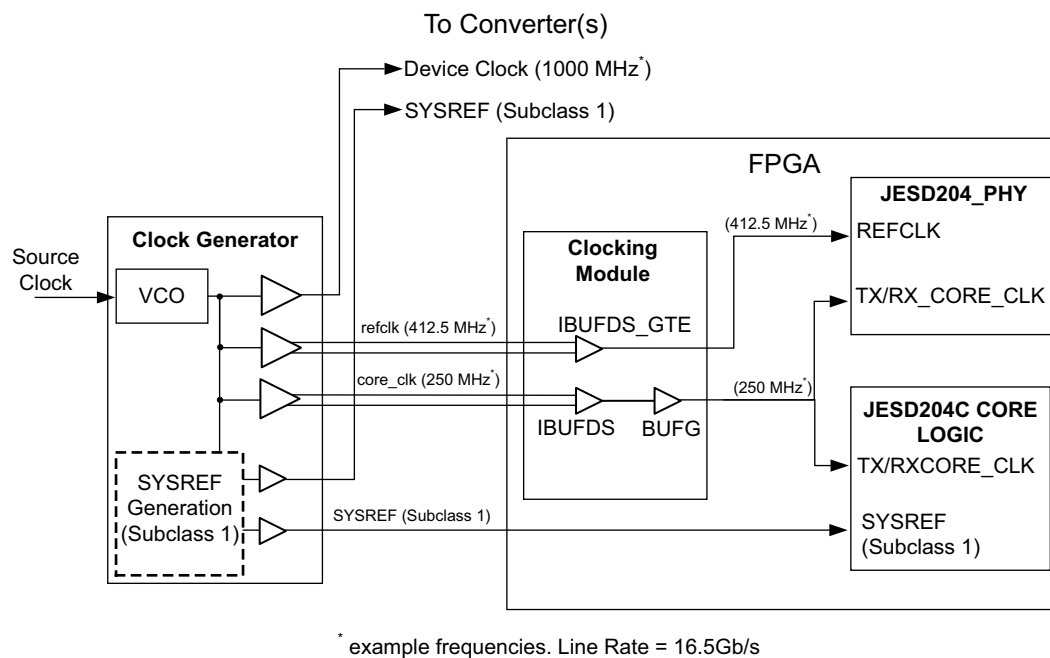 To Converter(s)
Device Clock (1000 MHz*)
SYSREF (Subclass 1)
FPGA
JESD204_PHY
REFCLK
TX/RX_CORE_CLK
(412.5 MHz*)
Clock Generator
Source
Clock
VCO
Clocking
Module
IBUFDS_GTE
refclk (412.5 MHz*)
core_clk (250 MHz*)
IBUFDS
BUFG
(250 MHz*)
JESD204C CORE
LOGIC
TX/RXCORE_CLK
SYSREF
(Subclass 1)
SYSREF
Generation
(Subclass 1)
SYSREF (Subclass 1)
* example frequencies. Line Rate = 16.5Gb/s